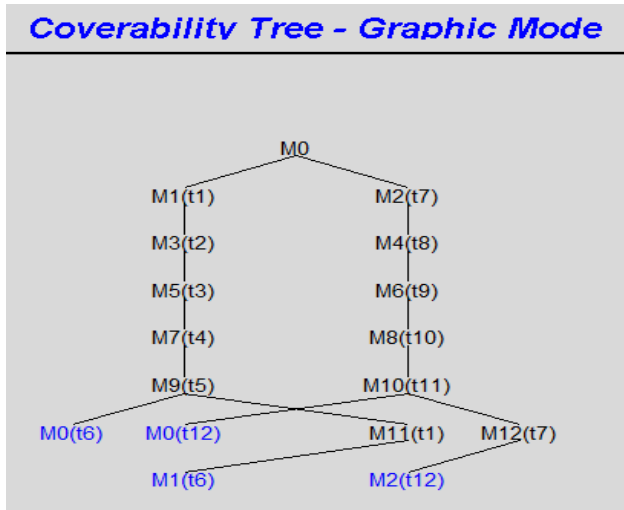 Coverability Tree - Graphic Mode
M0
M1(t1) M2(t7)
M3(t2) M4(t8)
M5(t3) M6(t9)
M7(t4) M8(t10)
M9(t5) M10(t11)
M0(t6) M0(t12) M11(t1) M12(t7)
M1(t6) M2(t12)